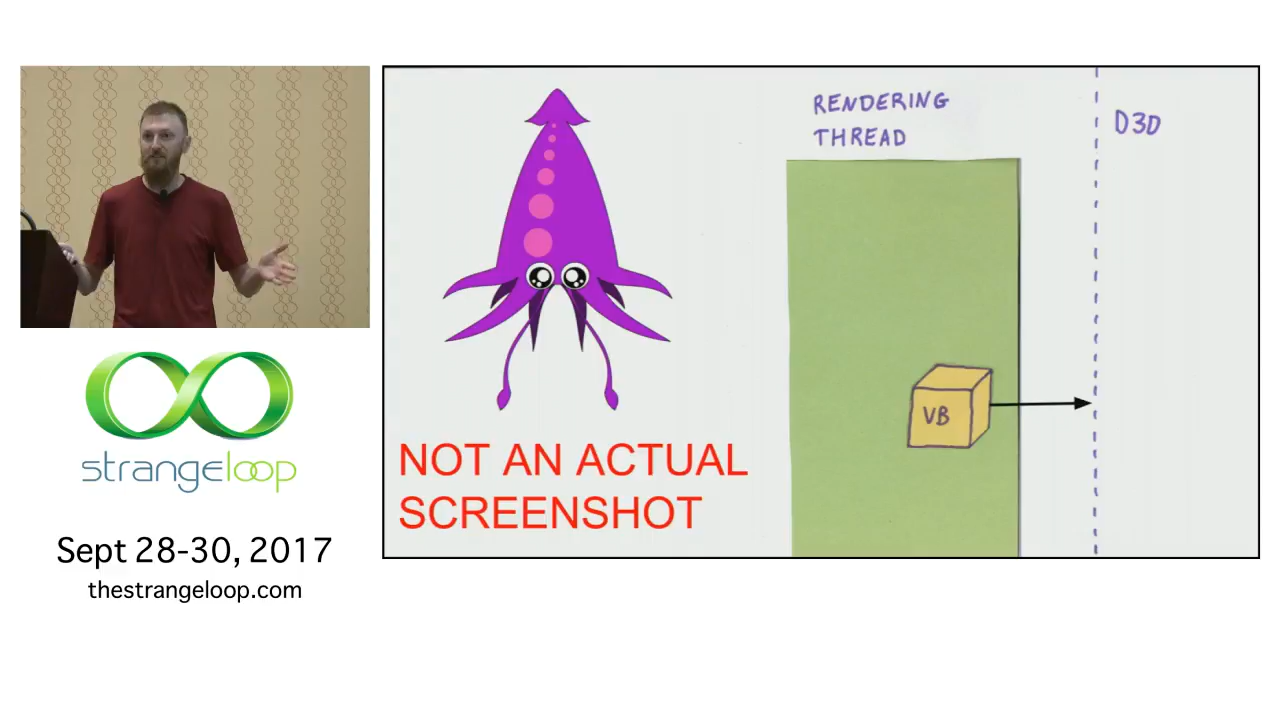 strangeloop
Sept 28-30, 2017
thestrangeloop.com
NOT AN ACTUAL
SCREENSHOT
RENDERING
THREAD
D3D
VB